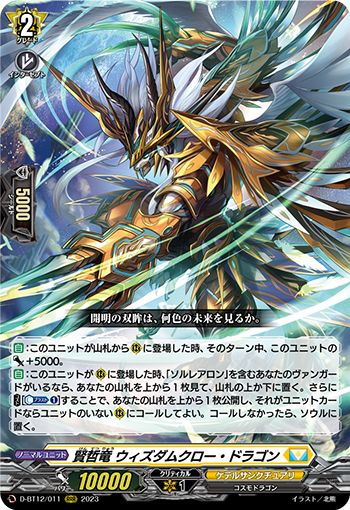 2
グレード
インターセプト
5000
シールド
開明の双眸は、何色の未来を見るか。
自：このユニットが山札からRに登場した時、そのターン中、このユニットの
+5000。
自：このユニットが山札からRに登場した時、「ソルレアロン」を含むあなたのヴァンガー
ドがいるなら、あなたの山札を上から1枚見て、山札の上か下に置く。さらに
ブラスト1することで、あなたの山札を上から1枚公開し、それがユニットカー
ドならユニットのいないRにコールしてよい。コールしなかったら、ソウルに
置く。
ノーマルユニット
賢哲竜 ウィズダムクロー・ドラゴン
パワー
10000
クリティカル
1
ケテルサンクチュアリ
コスモドラゴン
D-BT12/011 RRR 2023
イラスト/北熊